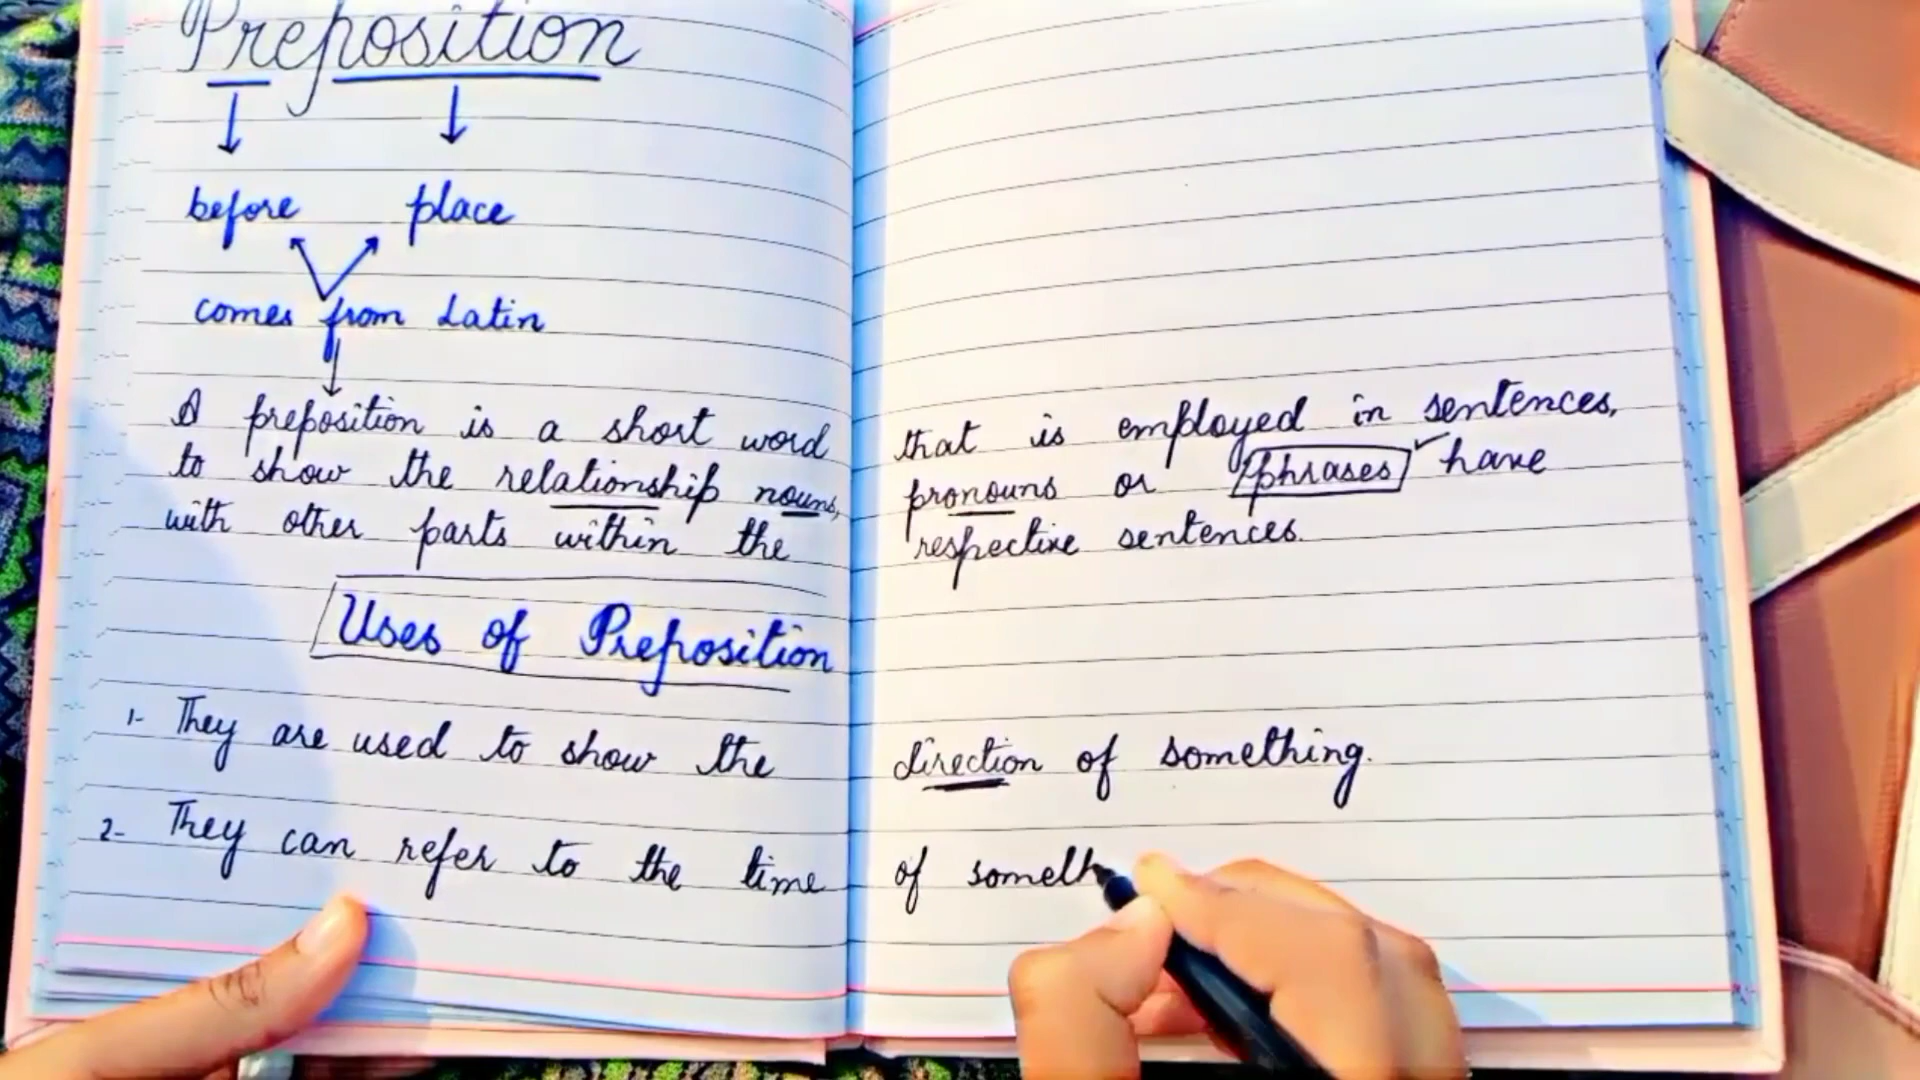 Preposition
before place
comes from Latin
A preposition is a short word that is employed in sentences,
to show the relationship nouns, pronouns or phrases have
with other parts within the respective sentences.
Uses of Preposition
1- They are used to show the direction of something.
2- They can refer to the time of someth